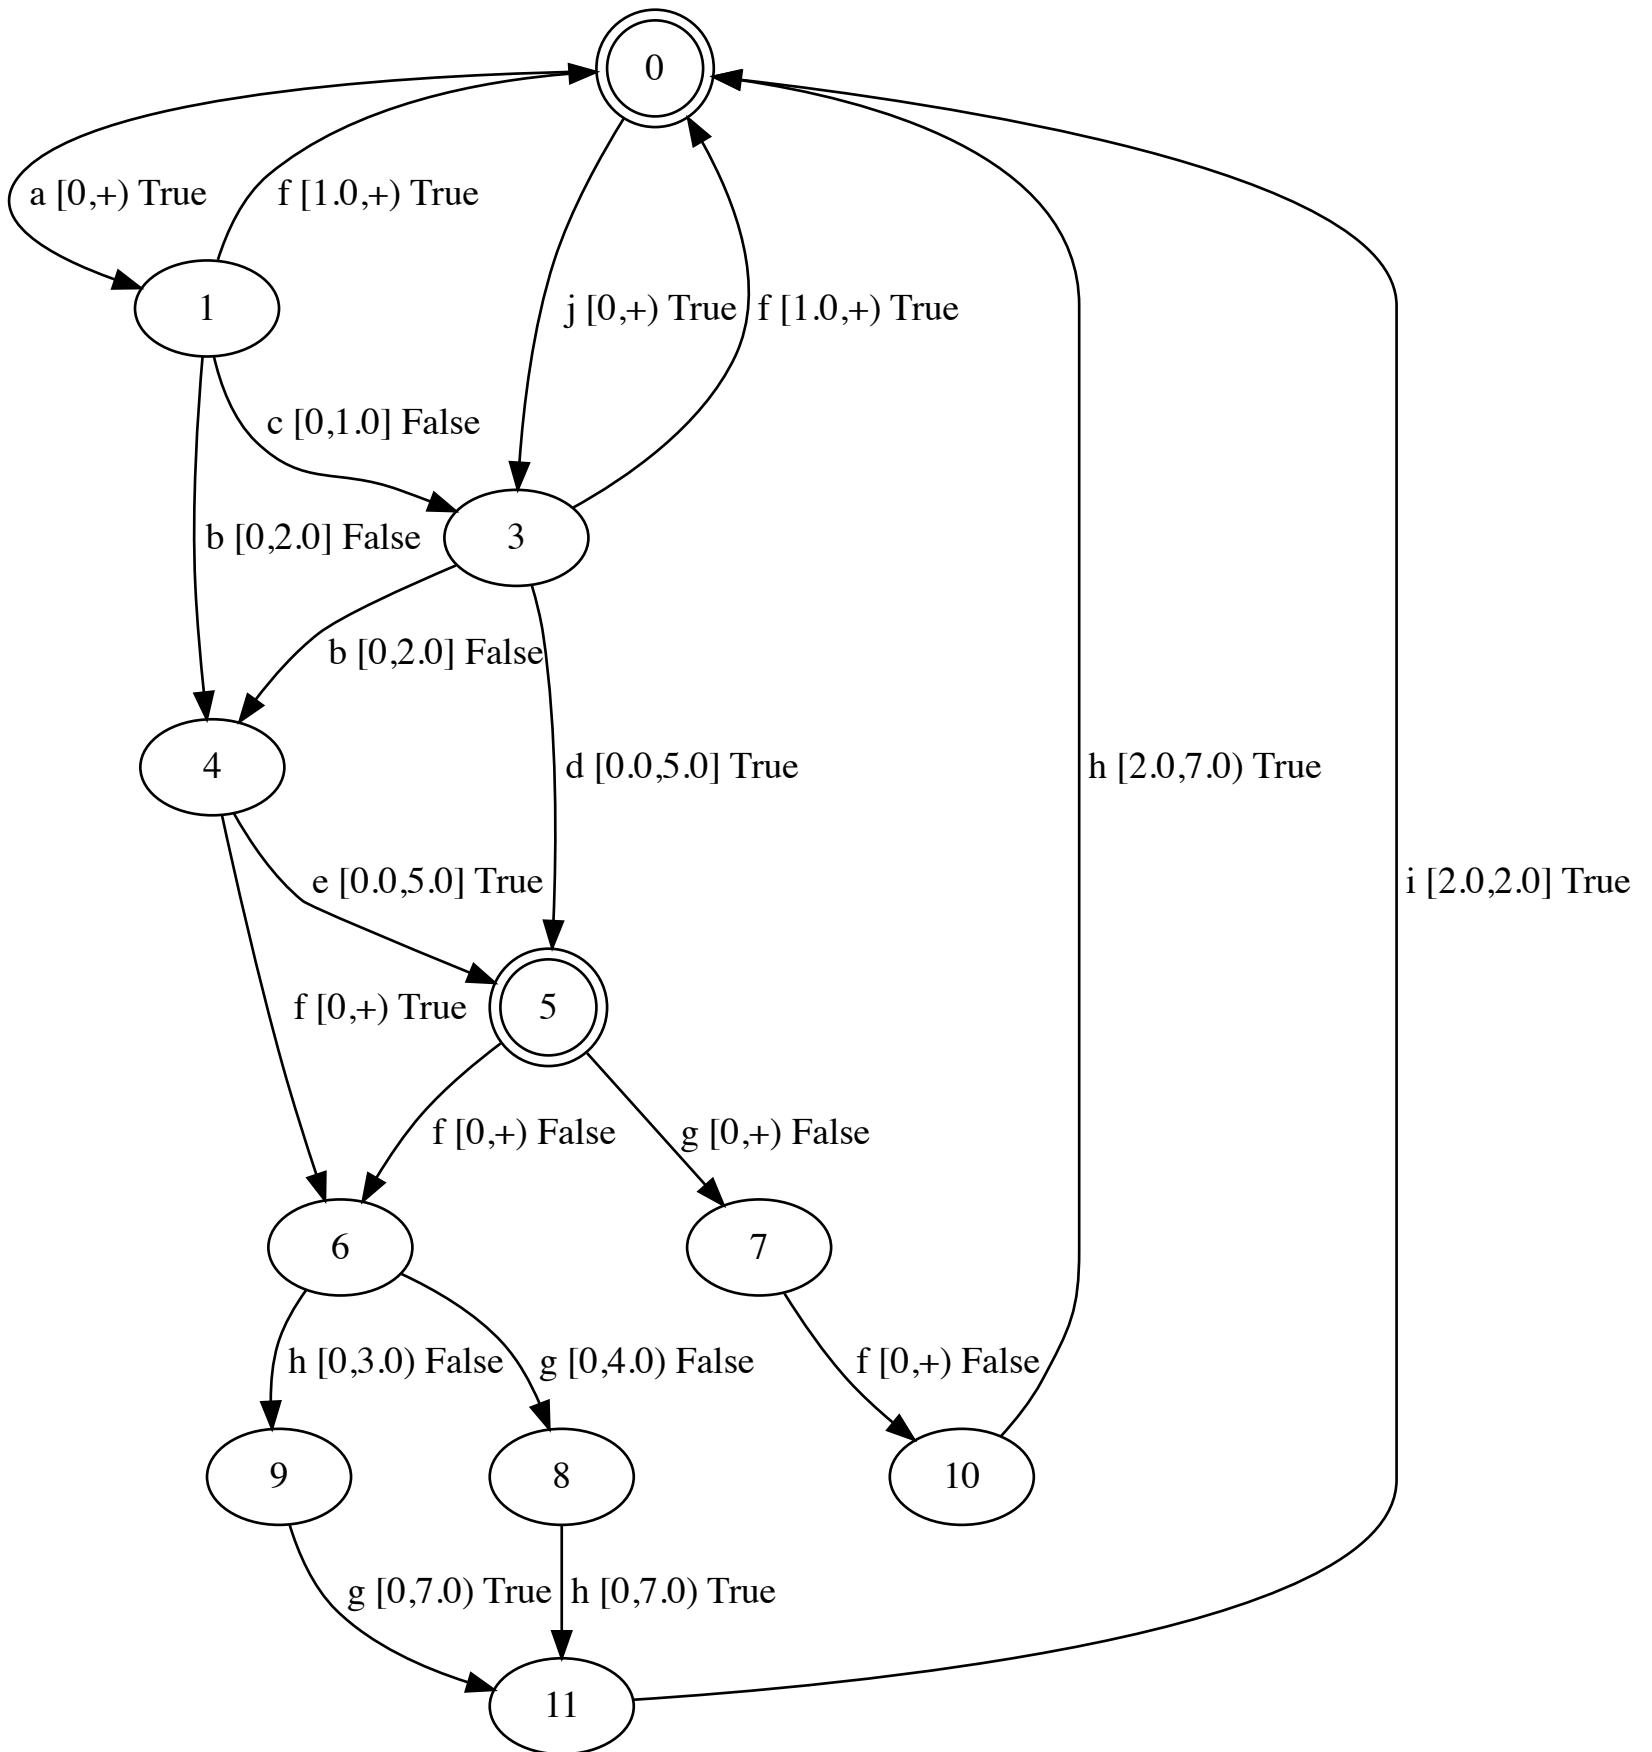 0
a [0,+) True
f [1.0,+) True
1
j [0,+) True
f [1.0,+) True
c [0,1.0] False
b [0,2.0] False
3
b [0,2.0] False
4
d [0.0,5.0] True
h [2.0,7.0) True
e [0.0,5.0] True
i [2.0,2.0] True
f [0,+) True
5
f [0,+) False
g [0,+) False
6
7
h [0,3.0) False
g [0,4.0) False
f [0,+) False
9
8
10
g [0,7.0) True
h [0,7.0) True
11